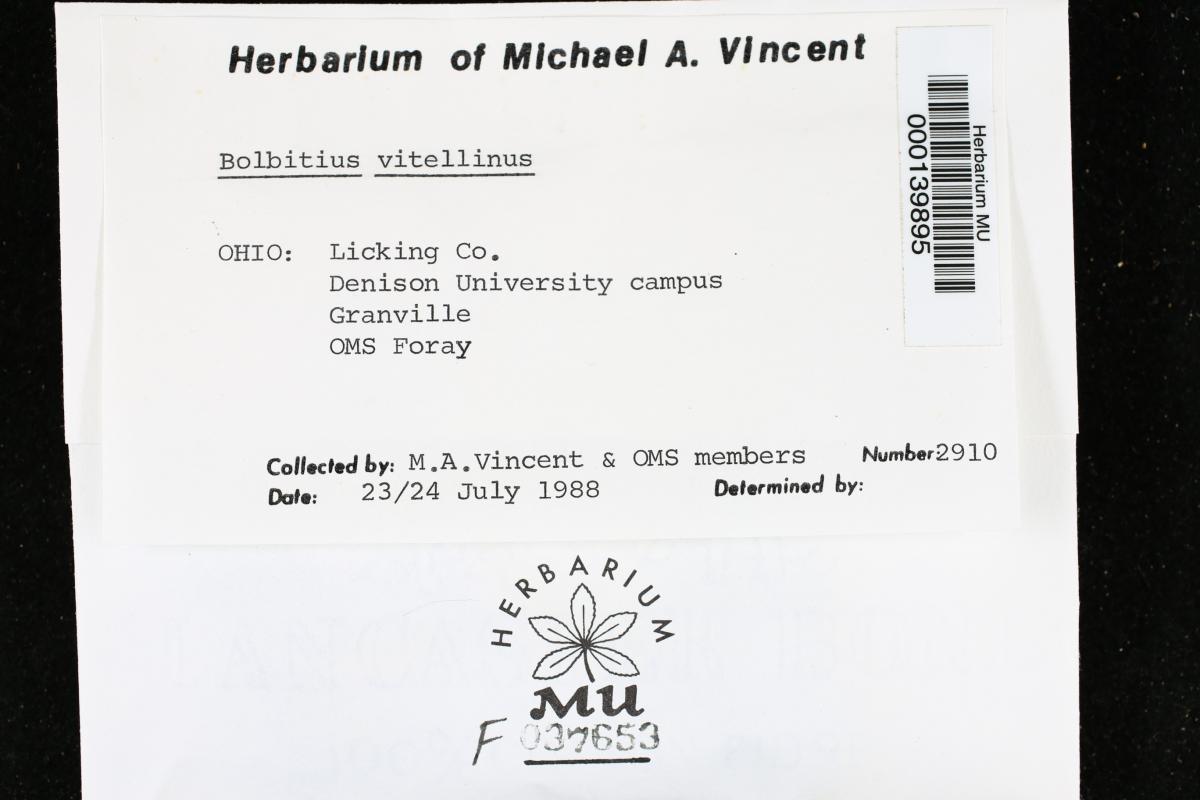 Herbarium of Michael A. Vincent
Herbarium MU
000139895
Bolbitius vitellinus
OHIO: Licking Co.
Denison University campus
Granville
OMS Foray
Collected by: M.A.Vincent & OMS members Number 2910
Date: 23/24 July 1988 Determined by:
HERBARIUM
MU
F 037653